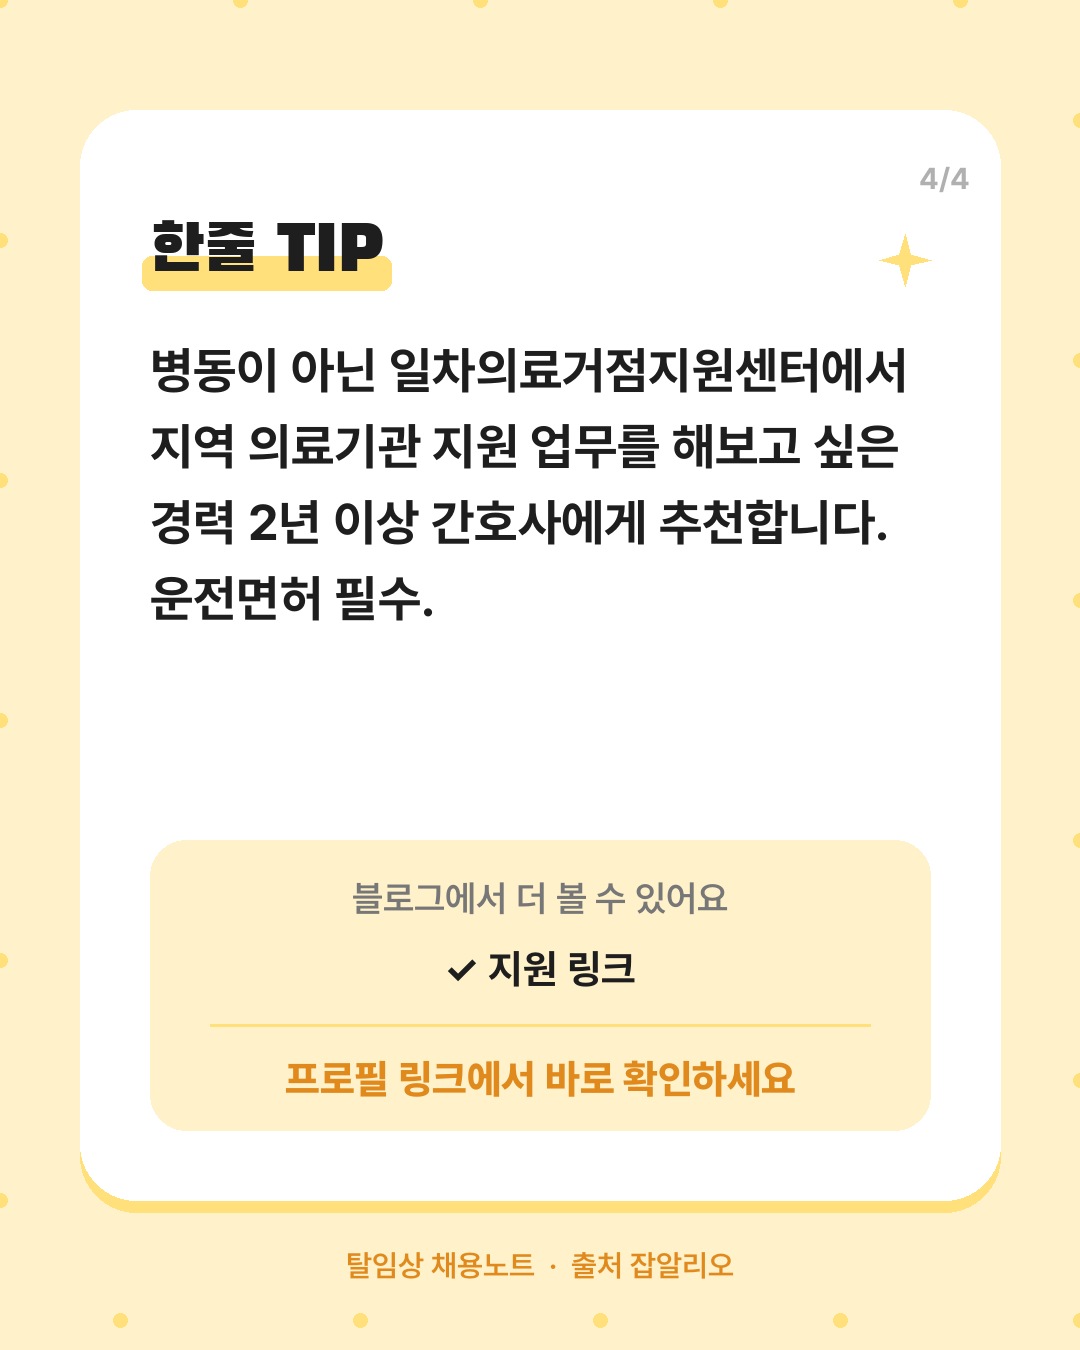 4/4
한줄 TIP
병동이 아닌 일차의료거점지원센터에서
지역 의료기관 지원 업무를 해보고 싶은
경력 2년 이상 간호사에게 추천합니다.
운전면허 필수.
블로그에서 더 볼 수 있어요
✓ 지원 링크
프로필 링크에서 바로 확인하세요
탈임상 채용노트 · 출처 잡알리오